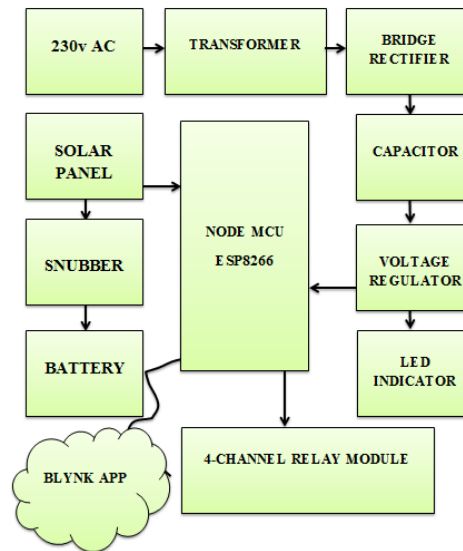 230v AC
TRANSFORMER
BRIDGE
RECTIFIER
SOLAR
PANEL
NODE MCU
ESP8266
CAPACITOR
SNUBBER
VOLTAGE
REGULATOR
BATTERY
LED
INDICATOR
BLYNK APP
4-CHANNEL RELAY MODULE